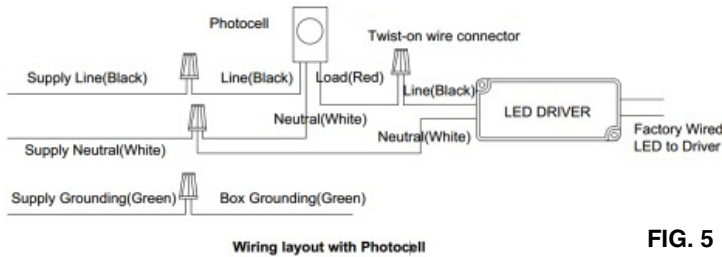 Photocell
Twist-on wire connector
Supply Line(Black)
Line(Black)
Load(Red)
Line(Black)
LED DRIVER
Neutral(White)
Neutral(White)
Supply Neutral(White)
Factory Wired
LED to Driver
Supply Grounding(Green)
Box Grounding(Green)
Wiring layout with Photocell
FIG. 5